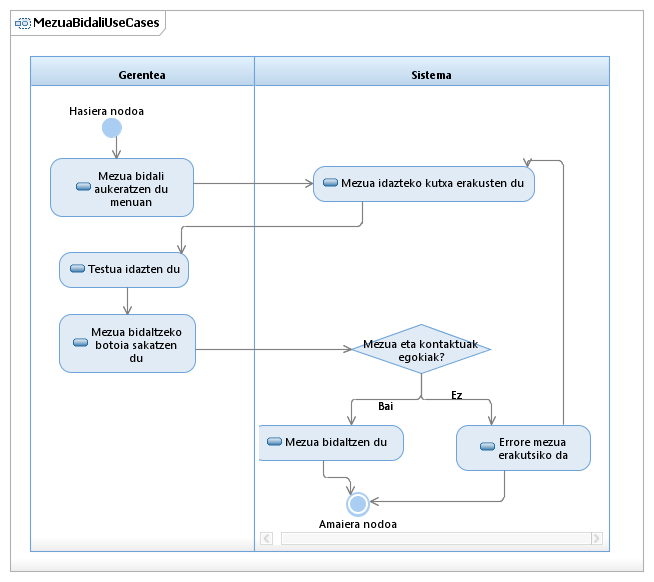 MezuaBidaliUseCases
Gerentea
Sistema
Hasiera nodoa
Mezua bidali
aukeratzen du
menuan
Mezua idazteko kutxa erakusten du
Testua idazten du
Mezua bidaltzeko
botoia sakatzen
du
Mezua eta kontaktuak
egokiak?
Bai
Ez
Mezua bidaltzen du
Errore mezua
erakutsiko da
Amaiera nodoa